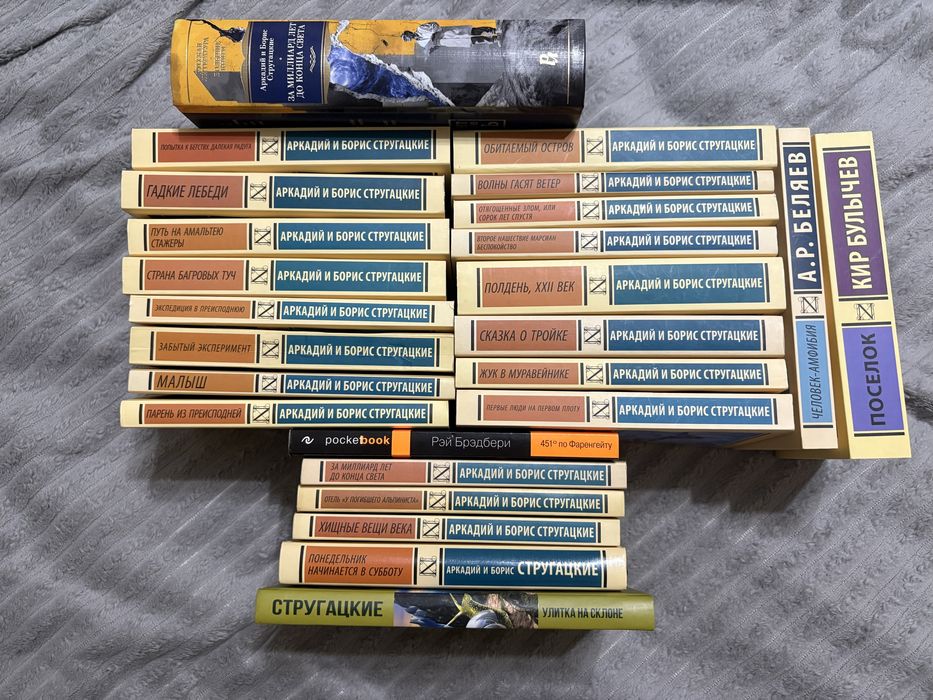 Аркадий и Борис
Стругацкие
ЗА МИЛЛИАРД ЛЕТ
ДО КОНЦА СВЕТА
ПОПЫТКА К БЕГСТВУ. ДАЛЕКАЯ РАДУГА
АРКАДИЙ И БОРИС СТРУГАЦКИЕ
ГАДКИЕ ЛЕБЕДИ
АРКАДИЙ И БОРИС СТРУГАЦКИЕ
ПУТЬ НА АМАЛЬТЕЮ
СТАЖЕРЫ
АРКАДИЙ И БОРИС СТРУГАЦКИЕ
СТРАНА БАГРОВЫХ ТУЧ
АРКАДИЙ И БОРИС СТРУГАЦКИЕ
ЭКСПЕДИЦИЯ В ПРЕИСПОДНЮЮ
АРКАДИЙ И БОРИС СТРУГАЦКИЕ
ЗАБЫТЫЙ ЭКСПЕРИМЕНТ
АРКАДИЙ И БОРИС СТРУГАЦКИЕ
МАЛЫШ
АРКАДИЙ И БОРИС СТРУГАЦКИЕ
ПАРЕНЬ ИЗ ПРЕИСПОДНЕЙ
АРКАДИЙ И БОРИС СТРУГАЦКИЕ
ОБИТАЕМЫЙ ОСТРОВ
АРКАДИЙ И БОРИС СТРУГАЦКИЕ
ВОЛНЫ ГАСЯТ ВЕТЕР
АРКАДИЙ И БОРИС СТРУГАЦКИЕ
ОТЯГОЩЕННЫЕ ЗЛОМ, ИЛИ
СОРОК ЛЕТ СПУСТЯ
АРКАДИЙ И БОРИС СТРУГАЦКИЕ
ВТОРОЕ НАШЕСТВИЕ МАРСИАН
БЕСПОКОЙСТВО
АРКАДИЙ И БОРИС СТРУГАЦКИЕ
ПОЛДЕНЬ, XXII ВЕК
АРКАДИЙ И БОРИС СТРУГАЦКИЕ
СКАЗКА О ТРОЙКЕ
АРКАДИЙ И БОРИС СТРУГАЦКИЕ
ЖУК В МУРАВЕЙНИКЕ
АРКАДИЙ И БОРИС СТРУГАЦКИЕ
ПЕРВЫЕ ЛЮДИ НА ПЕРВОМ ПЛОТУ
АРКАДИЙ И БОРИС СТРУГАЦКИЕ
А.Р. БЕЛЯЕВ
ЧЕЛОВЕК-АМФИБИЯ
КИР БУЛЫЧЕВ
ПОСЕЛОК
pocketbook
Рэй Брэдбери
451° по Фаренгейту
ЗА МИЛЛИАРД ЛЕТ
ДО КОНЦА СВЕТА
АРКАДИЙ И БОРИС СТРУГАЦКИЕ
ОТЕЛЬ «У ПОГИБШЕГО АЛЬПИНИСТА»
АРКАДИЙ И БОРИС СТРУГАЦКИЕ
ХИЩНЫЕ ВЕЩИ ВЕКА
АРКАДИЙ И БОРИС СТРУГАЦКИЕ
ПОНЕДЕЛЬНИК
НАЧИНАЕТСЯ В СУББОТУ
АРКАДИЙ И БОРИС СТРУГАЦКИЕ
СТРУГАЦКИЕ
УЛИТКА НА СКЛОНЕ